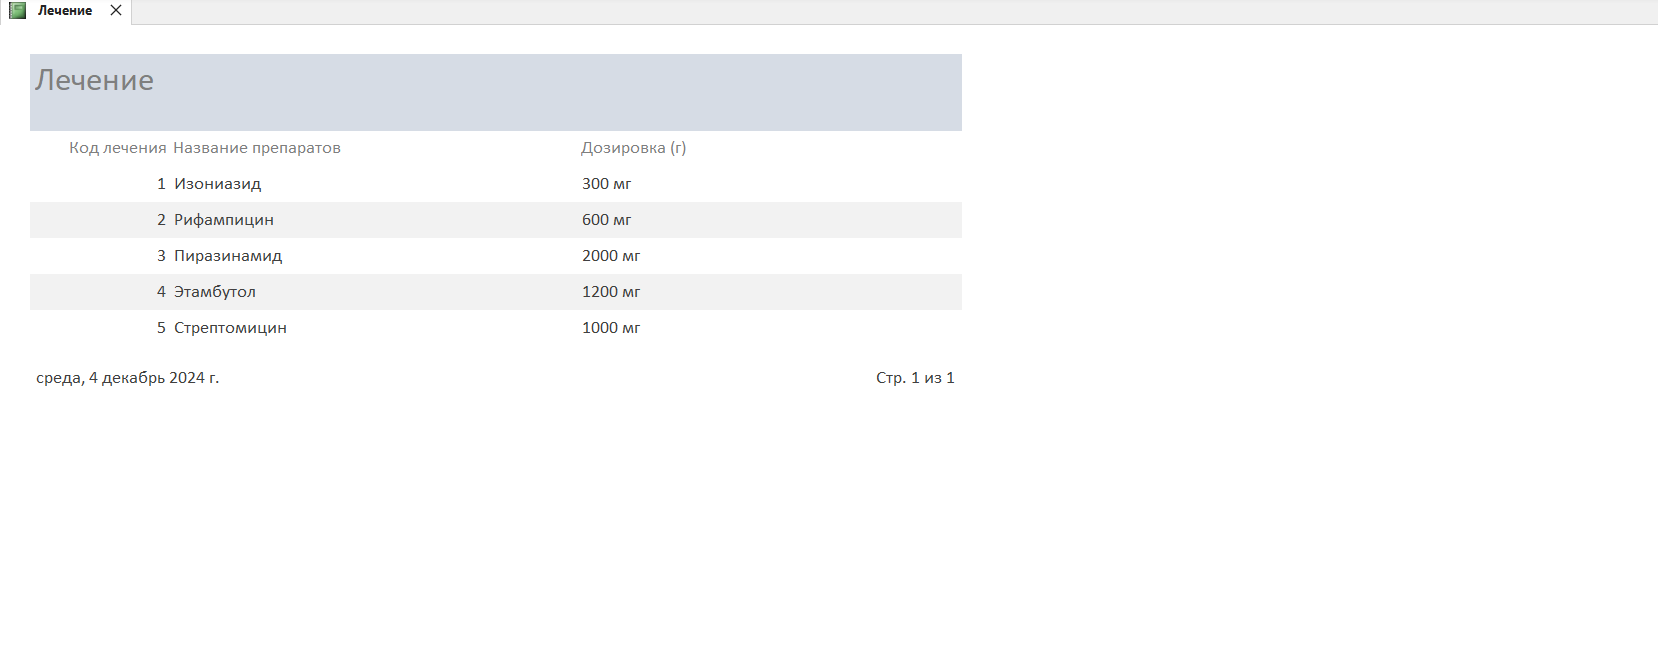 Лечение
Лечение
Код лечения Название препаратов Дозировка (г)
1 Изониазид 300 мг
2 Рифампицин 600 мг
3 Пиразинамид 2000 мг
4 Этамбутол 1200 мг
5 Стрептомицин 1000 мг
среда, 4 декабрь 2024 г. Стр. 1 из 1